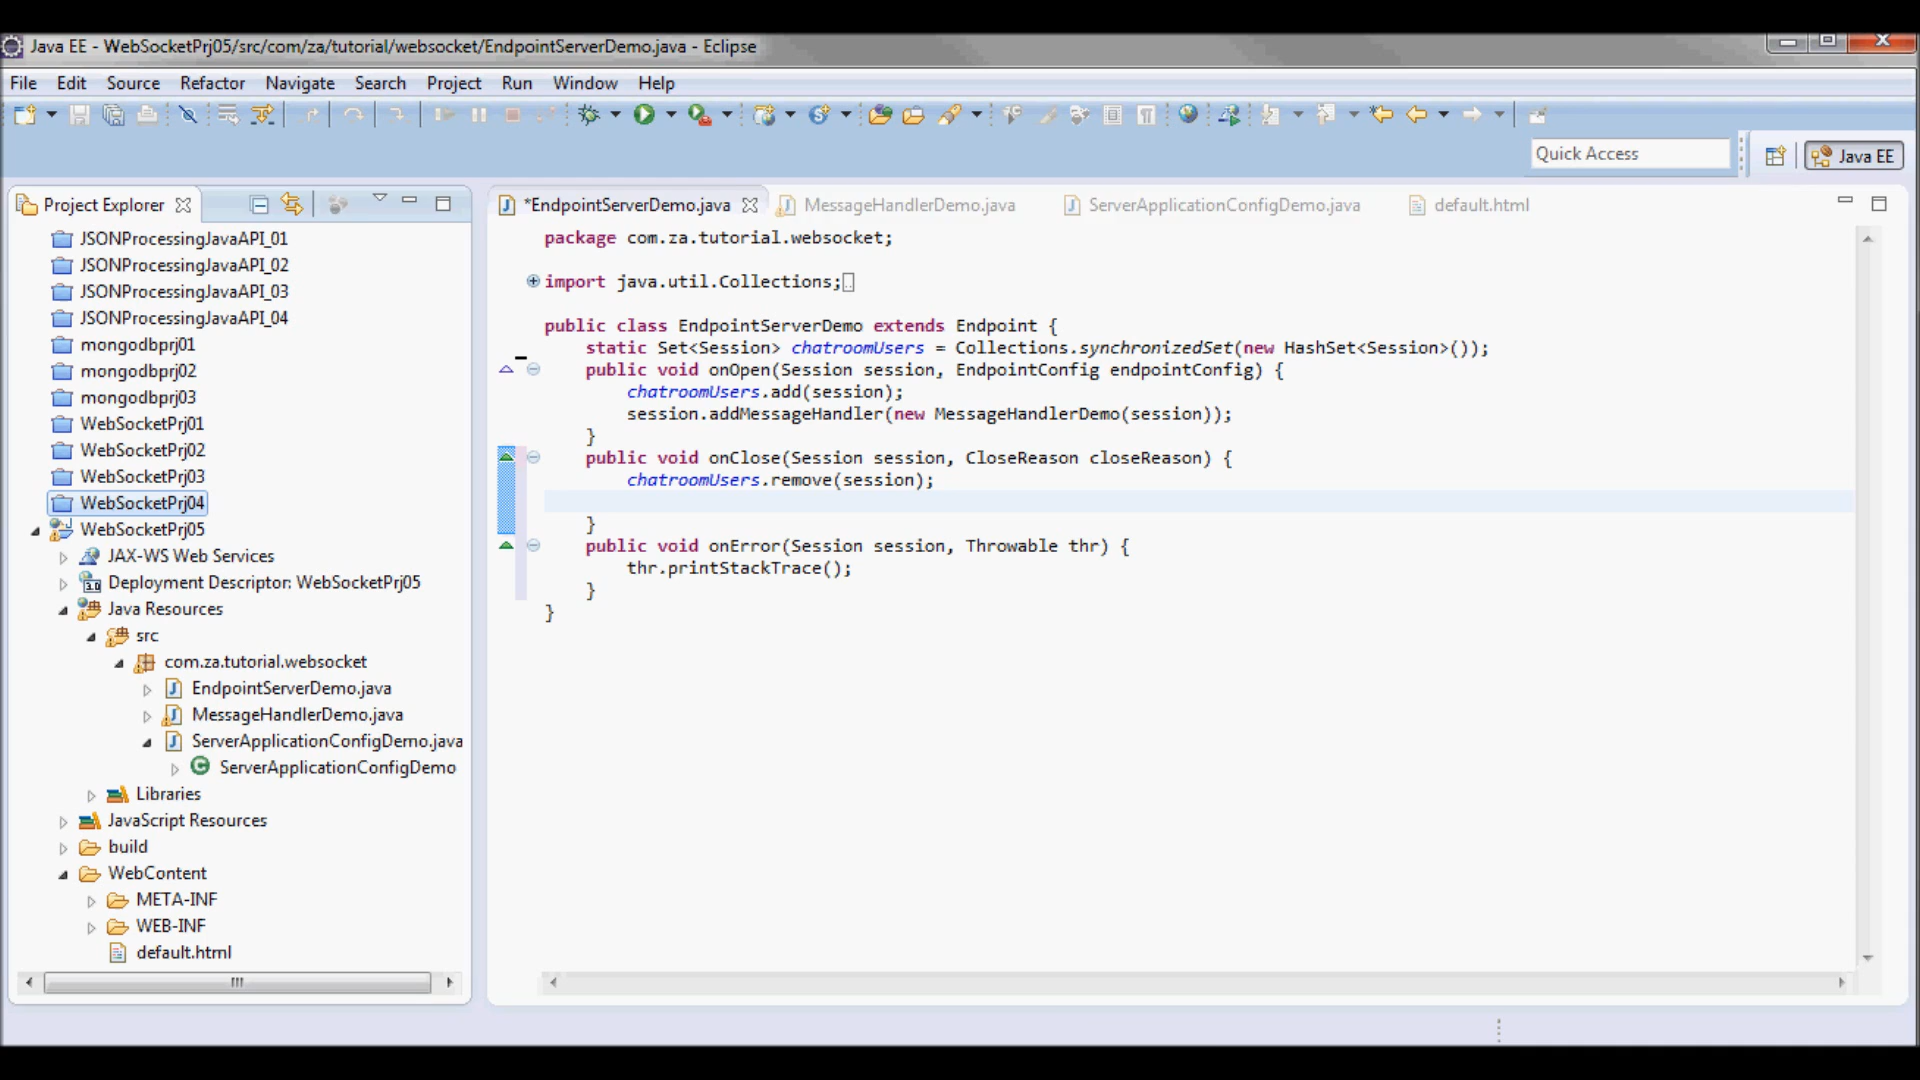 Java EE - WebSocketPrj05/src/com/za/tutorial/websocket/EndpointServerDemo.java - Eclipse
File Edit Source Refactor Navigate Search Project Run Window Help
Quick Access
Java EE
Project Explorer
JSONProcessingJavaAPI_01
JSONProcessingJavaAPI_02
JSONProcessingJavaAPI_03
JSONProcessingJavaAPI_04
mongodbprj01
mongodbprj02
mongodbprj03
WebSocketPrj01
WebSocketPrj02
WebSocketPrj03
WebSocketPrj04
WebSocketPrj05
JAX-WS Web Services
Deployment Descriptor: WebSocketPrj05
Java Resources
src
com.za.tutorial.websocket
EndpointServerDemo.java
MessageHandlerDemo.java
ServerApplicationConfigDemo.java
ServerApplicationConfigDemo
Libraries
JavaScript Resources
build
WebContent
META-INF
WEB-INF
default.html
*EndpointServerDemo.java MessageHandlerDemo.java ServerApplicationConfigDemo.java default.html
package com.za.tutorial.websocket;
import java.util.Collections;
public class EndpointServerDemo extends Endpoint {
static Set<Session> chatroomUsers = Collections.synchronizedSet(new HashSet<Session>());
public void onOpen(Session session, EndpointConfig endpointConfig) {
chatroomUsers.add(session);
session.addMessageHandler(new MessageHandlerDemo(session));
}
public void onClose(Session session, CloseReason closeReason) {
chatroomUsers.remove(session);
}
public void onError(Session session, Throwable thr) {
thr.printStackTrace();
}
}